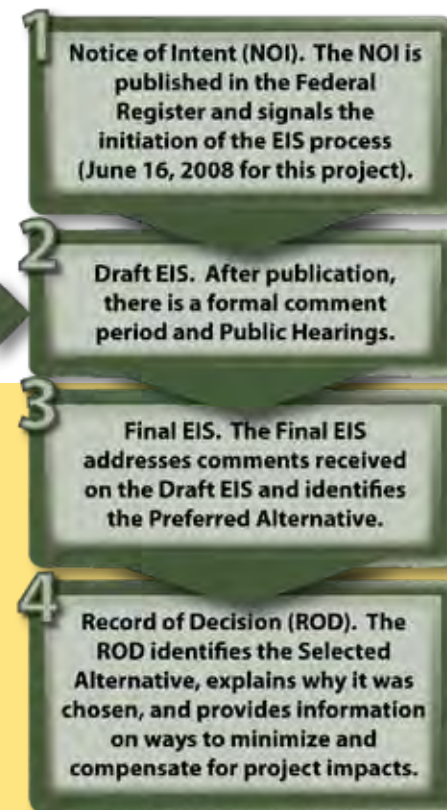 1
Notice of Intent (NOI). The NOI is
published in the Federal
Register and signals the
initiation of the EIS process
(June 16, 2008 for this project).
2
Draft EIS. After publication,
there is a formal comment
period and Public Hearings.
3
Final EIS. The Final EIS
addresses comments received
on the Draft EIS and identifies
the Preferred Alternative.
4
Record of Decision (ROD). The
ROD identifies the Selected
Alternative, explains why it was
chosen, and provides information
on ways to minimize and
compensate for project impacts.